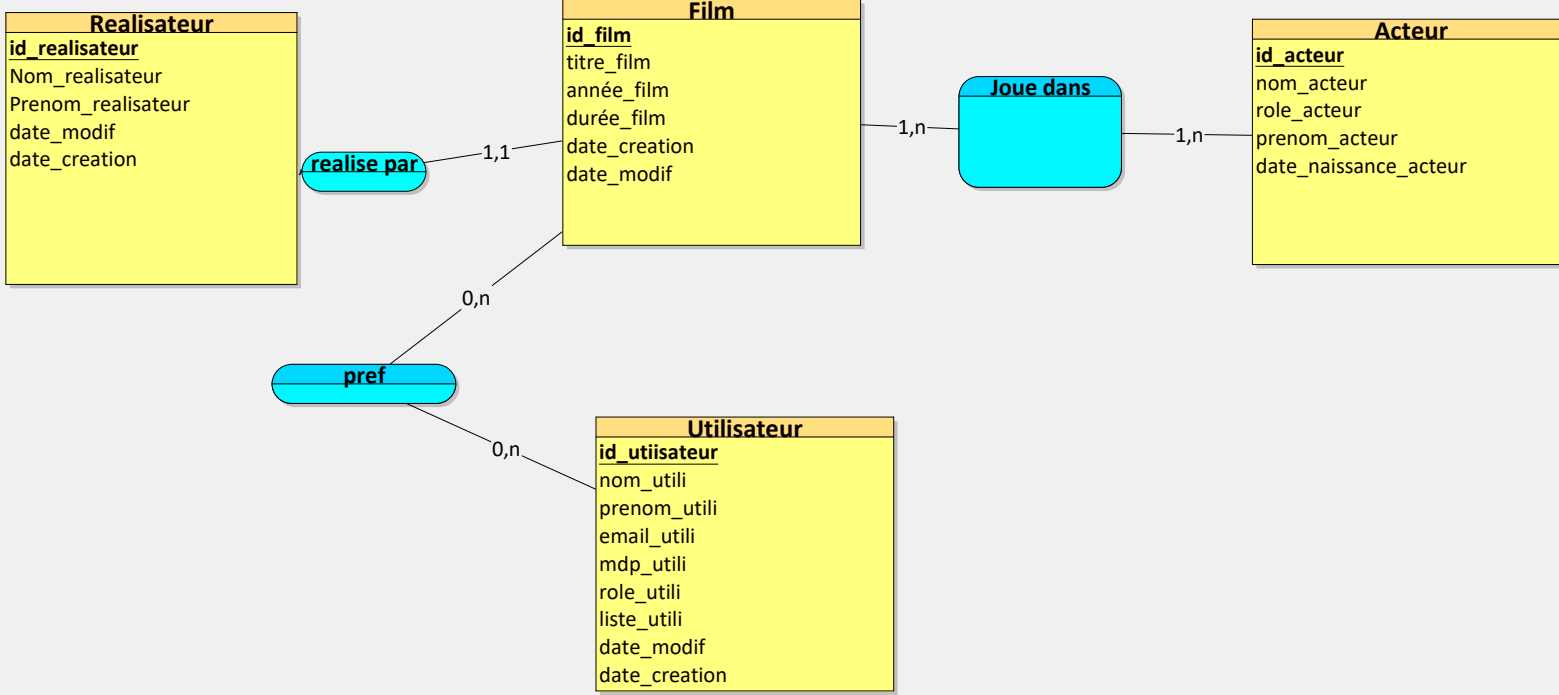 Realisateur
id_realisateur
Nom_realisateur
Prenom_realisateur
date_modif
date_creation
realise par
1,1
Film
id_film
titre_film
année_film
durée_film
date_creation
date_modif
1,n
Joue dans
1,n
Acteur
id_acteur
nom_acteur
role_acteur
prenom_acteur
date_naissance_acteur
0,n
pref
0,n
Utilisateur
id_utiisateur
nom_utili
prenom_utili
email_utili
mdp_utili
role_utili
liste_utili
date_modif
date_creation